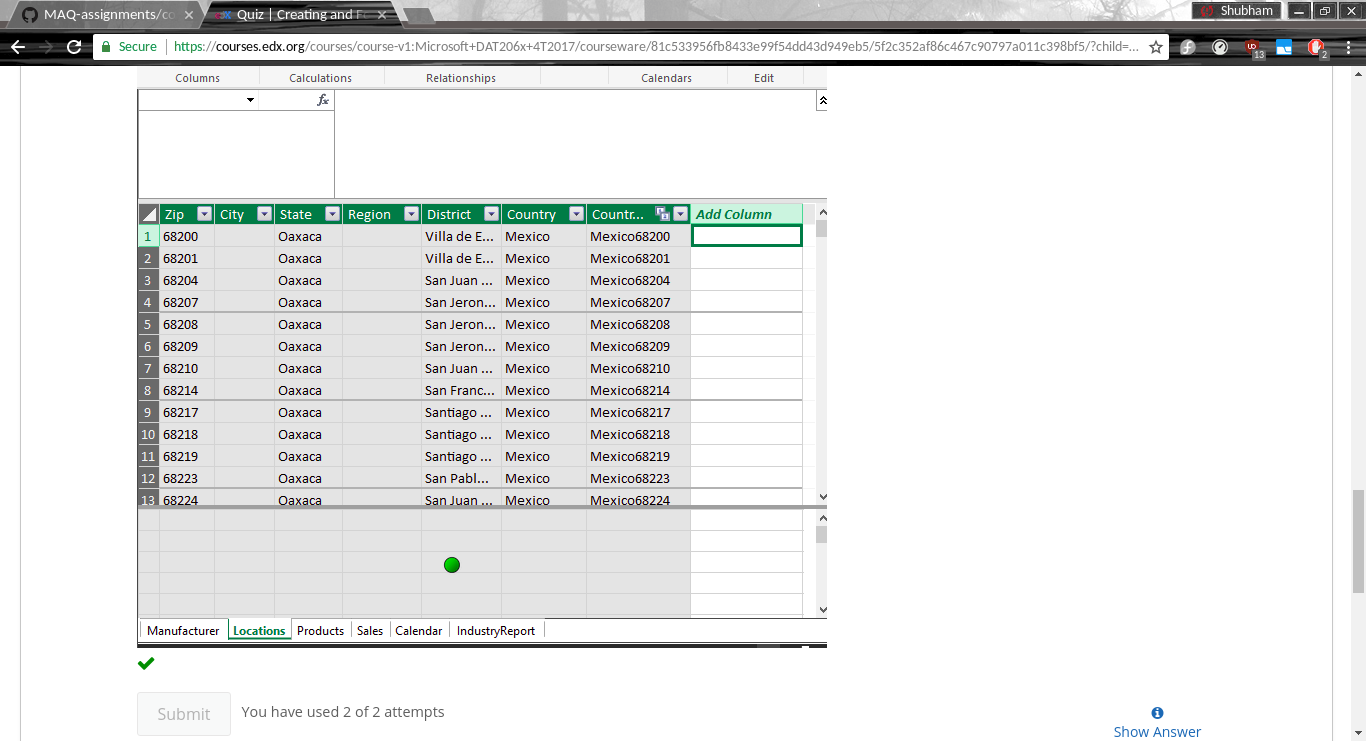 MAQ-assignments/co
Quiz | Creating and F
Shubham
Secure https://courses.edx.org/courses/course-v1:Microsoft+DAT206x+4T2017/courseware/81c533956fb8433e99f54dd43d949eb5/5f2c352af86c467c90797a011c398bf5/?child=...
13
2
Columns Calculations Relationships Calendars Edit
fx
Zip City State Region District Country Countr... Add Column
1 68200 Oaxaca Villa de E... Mexico Mexico68200
2 68201 Oaxaca Villa de E... Mexico Mexico68201
3 68204 Oaxaca San Juan ... Mexico Mexico68204
4 68207 Oaxaca San Jeron... Mexico Mexico68207
5 68208 Oaxaca San Jeron... Mexico Mexico68208
6 68209 Oaxaca San Jeron... Mexico Mexico68209
7 68210 Oaxaca San Juan ... Mexico Mexico68210
8 68214 Oaxaca San Franc... Mexico Mexico68214
9 68217 Oaxaca Santiago ... Mexico Mexico68217
10 68218 Oaxaca Santiago ... Mexico Mexico68218
11 68219 Oaxaca Santiago ... Mexico Mexico68219
12 68223 Oaxaca San Pabl... Mexico Mexico68223
13 68224 Oaxaca San Juan ... Mexico Mexico68224
Manufacturer Locations Products Sales Calendar IndustryReport
Submit You have used 2 of 2 attempts
Show Answer